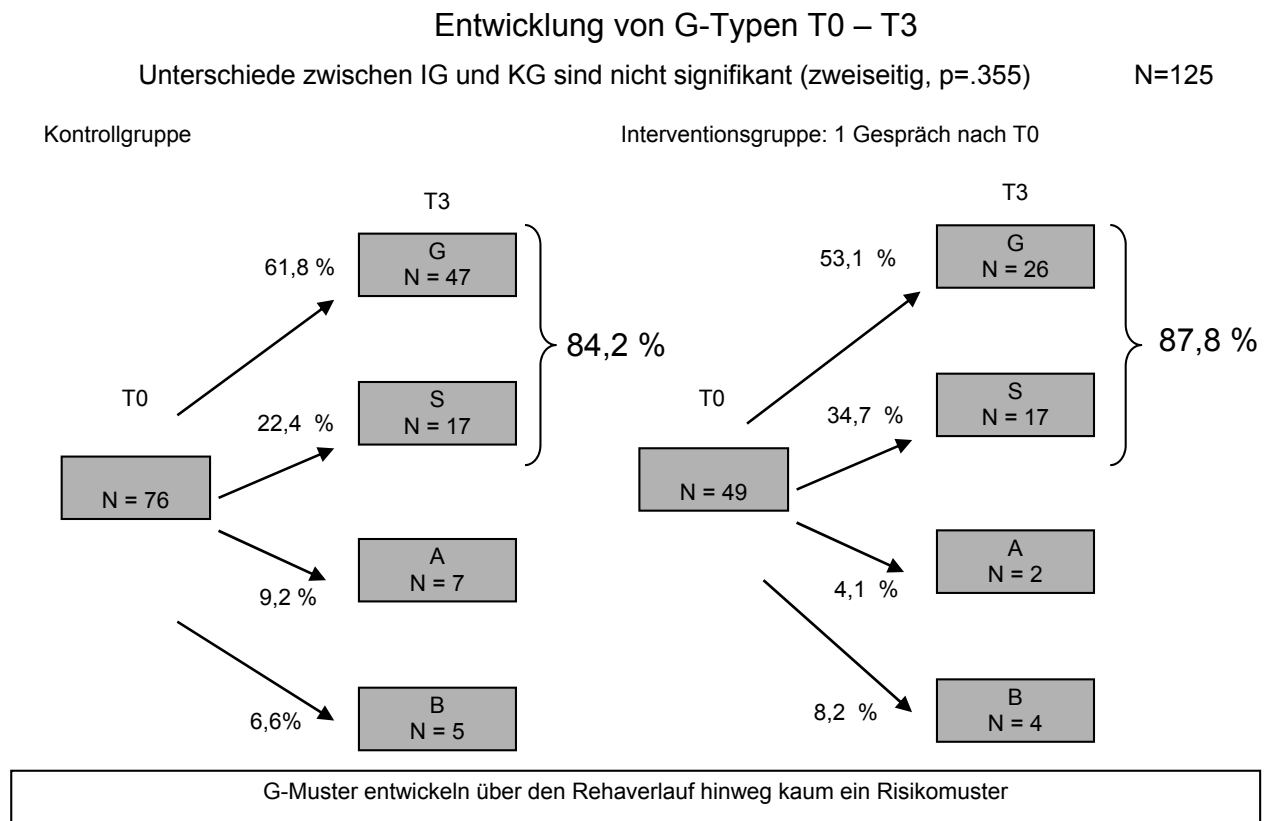 Entwicklung von G-Typen T0 – T3
Unterschiede zwischen IG und KG sind nicht signifikant (zweiseitig, p=.355) N=125
Kontrollgruppe
T3
G
N = 47
61,8 %
84,2 %
T0
S
N = 17
22,4 %
N = 76
A
N = 7
9,2 %
B
N = 5
6,6%
Interventionsgruppe: 1 Gespräch nach T0
T3
G
N = 26
53,1 %
87,8 %
T0
S
N = 17
34,7 %
N = 49
A
N = 2
4,1 %
B
N = 4
8,2 %
G-Muster entwickeln über den Rehaverlauf hinweg kaum ein Risikomuster